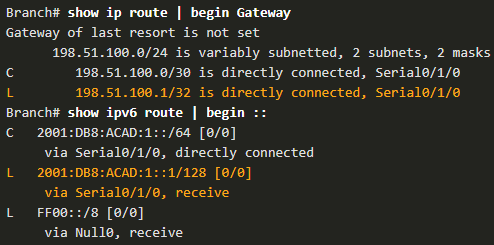 Branch# show ip route | begin Gateway
Gateway of last resort is not set
      198.51.100.0/24 is variably subnetted, 2 subnets, 2 masks
C        198.51.100.0/30 is directly connected, Serial0/1/0
L        198.51.100.1/32 is directly connected, Serial0/1/0
Branch# show ipv6 route | begin ::
C   2001:DB8:ACAD:1::/64 [0/0]
     via Serial0/1/0, directly connected
L   2001:DB8:ACAD:1::1/128 [0/0]
     via Serial0/1/0, receive
L   FF00::/8 [0/0]
     via Null0, receive